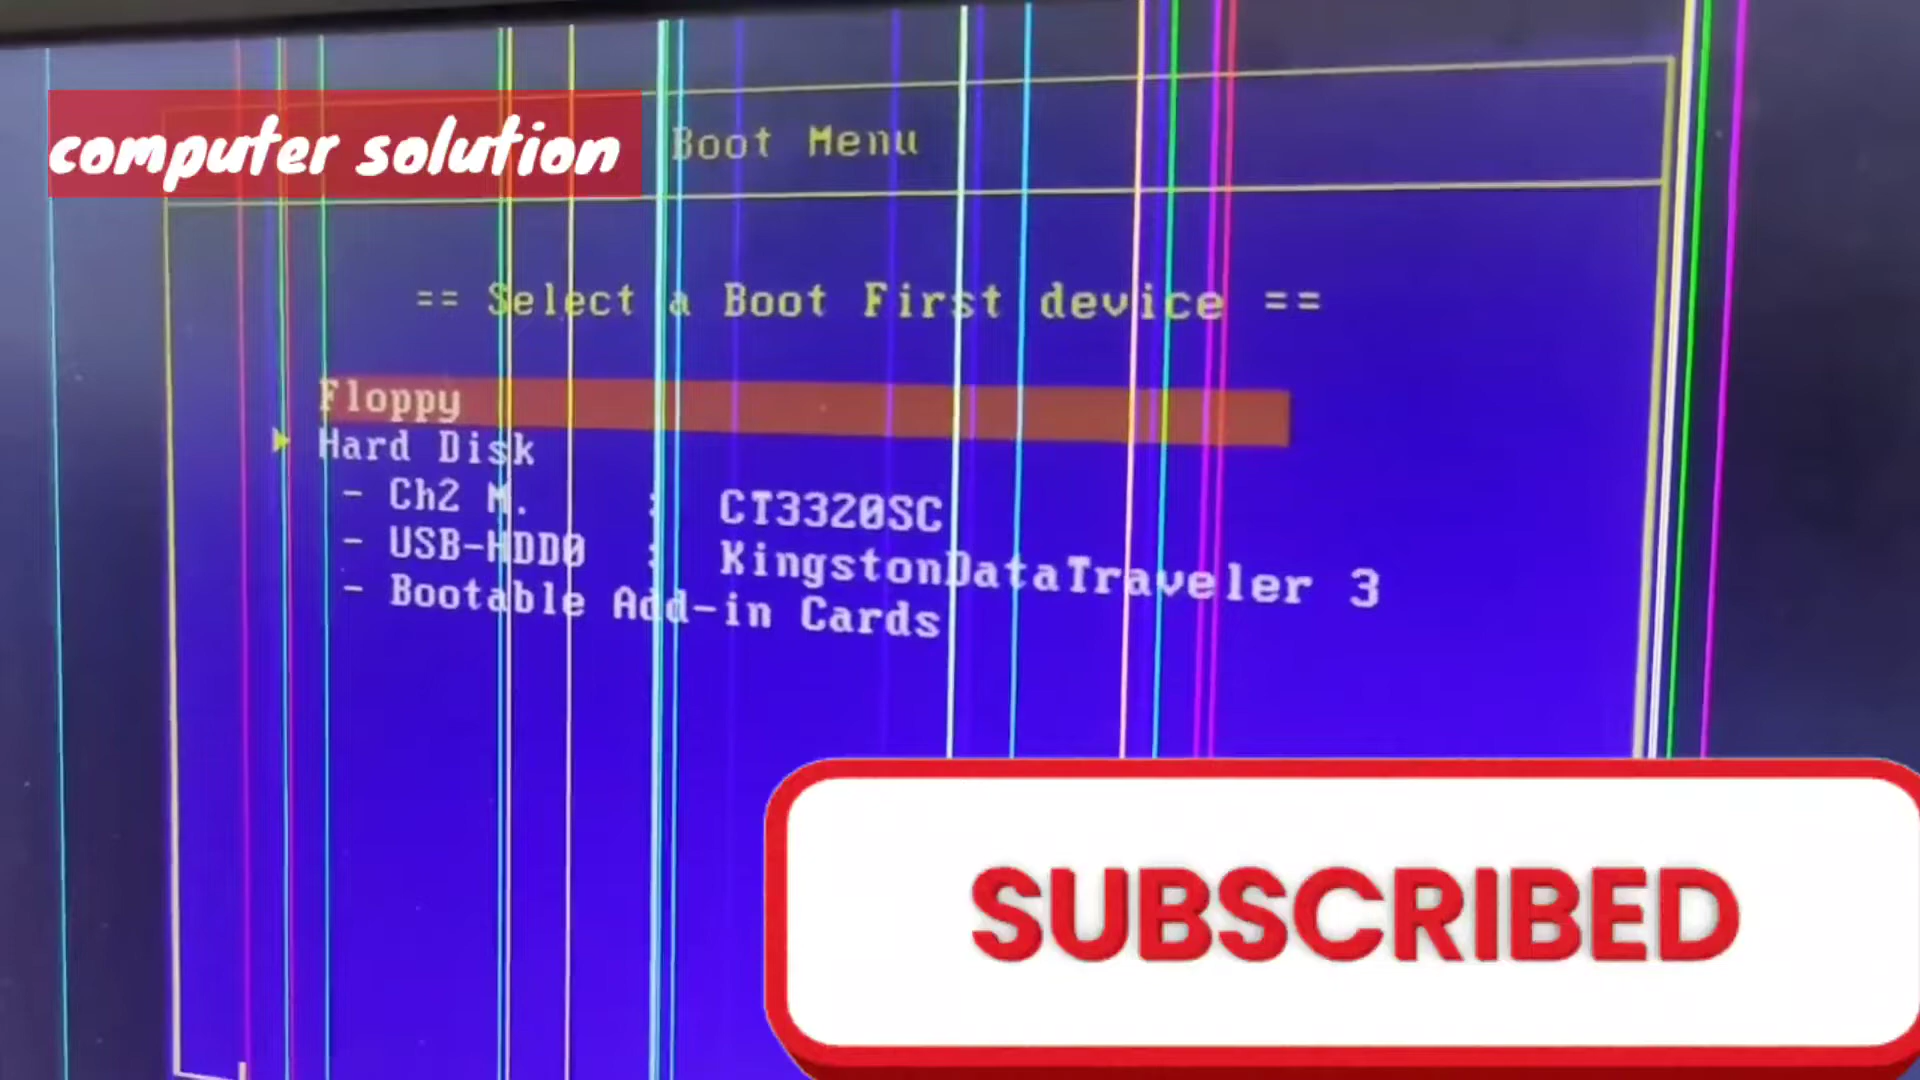 computer solution
Boot Menu
== Select a Boot First device ==
Floppy
Hard Disk
- Ch2 M. : CT3320SC
- USB-HDD0 : KingstonDataTraveler 3
- Bootable Add-in Cards
SUBSCRIBED